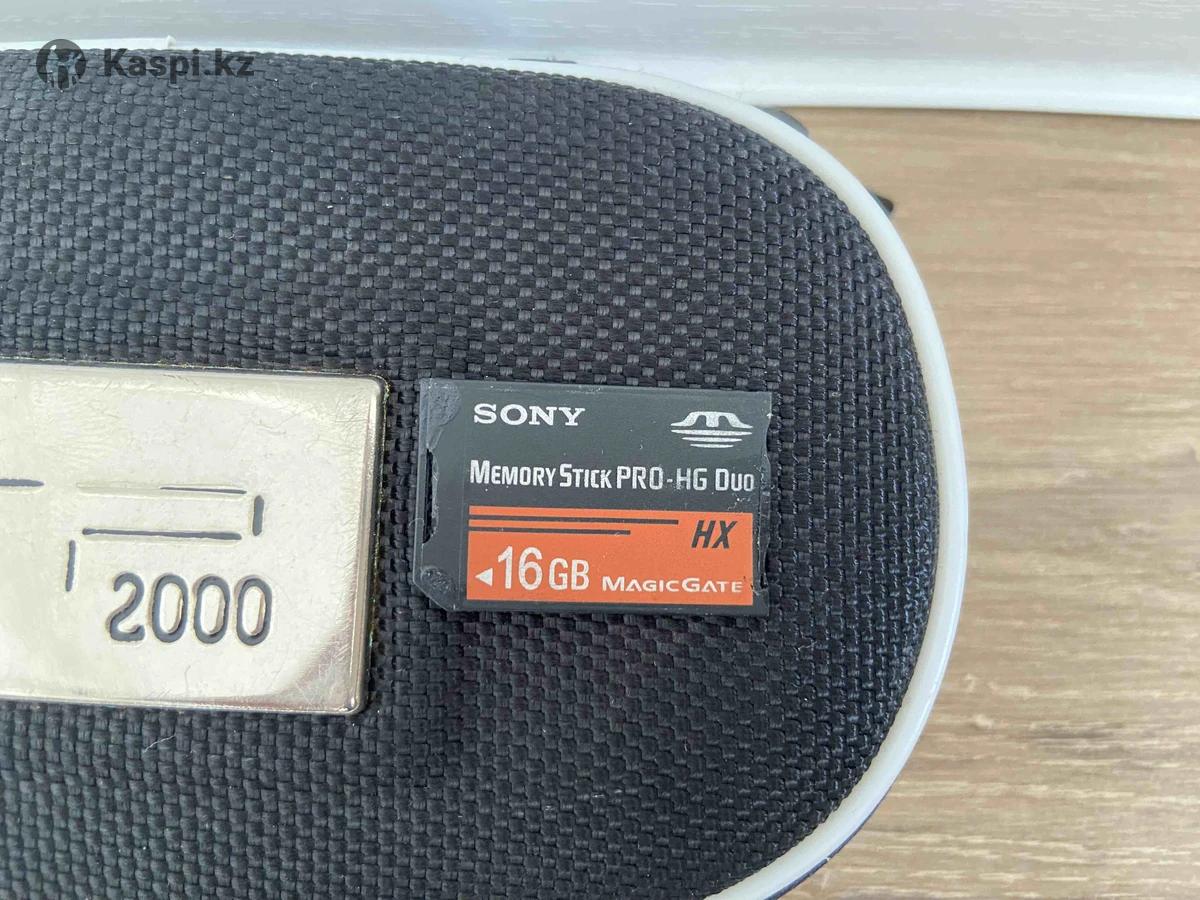 Kaspi.kz
SONY
MEMORY STICK PRO-HG DUO
HX
16GB MAGICGATE
2000